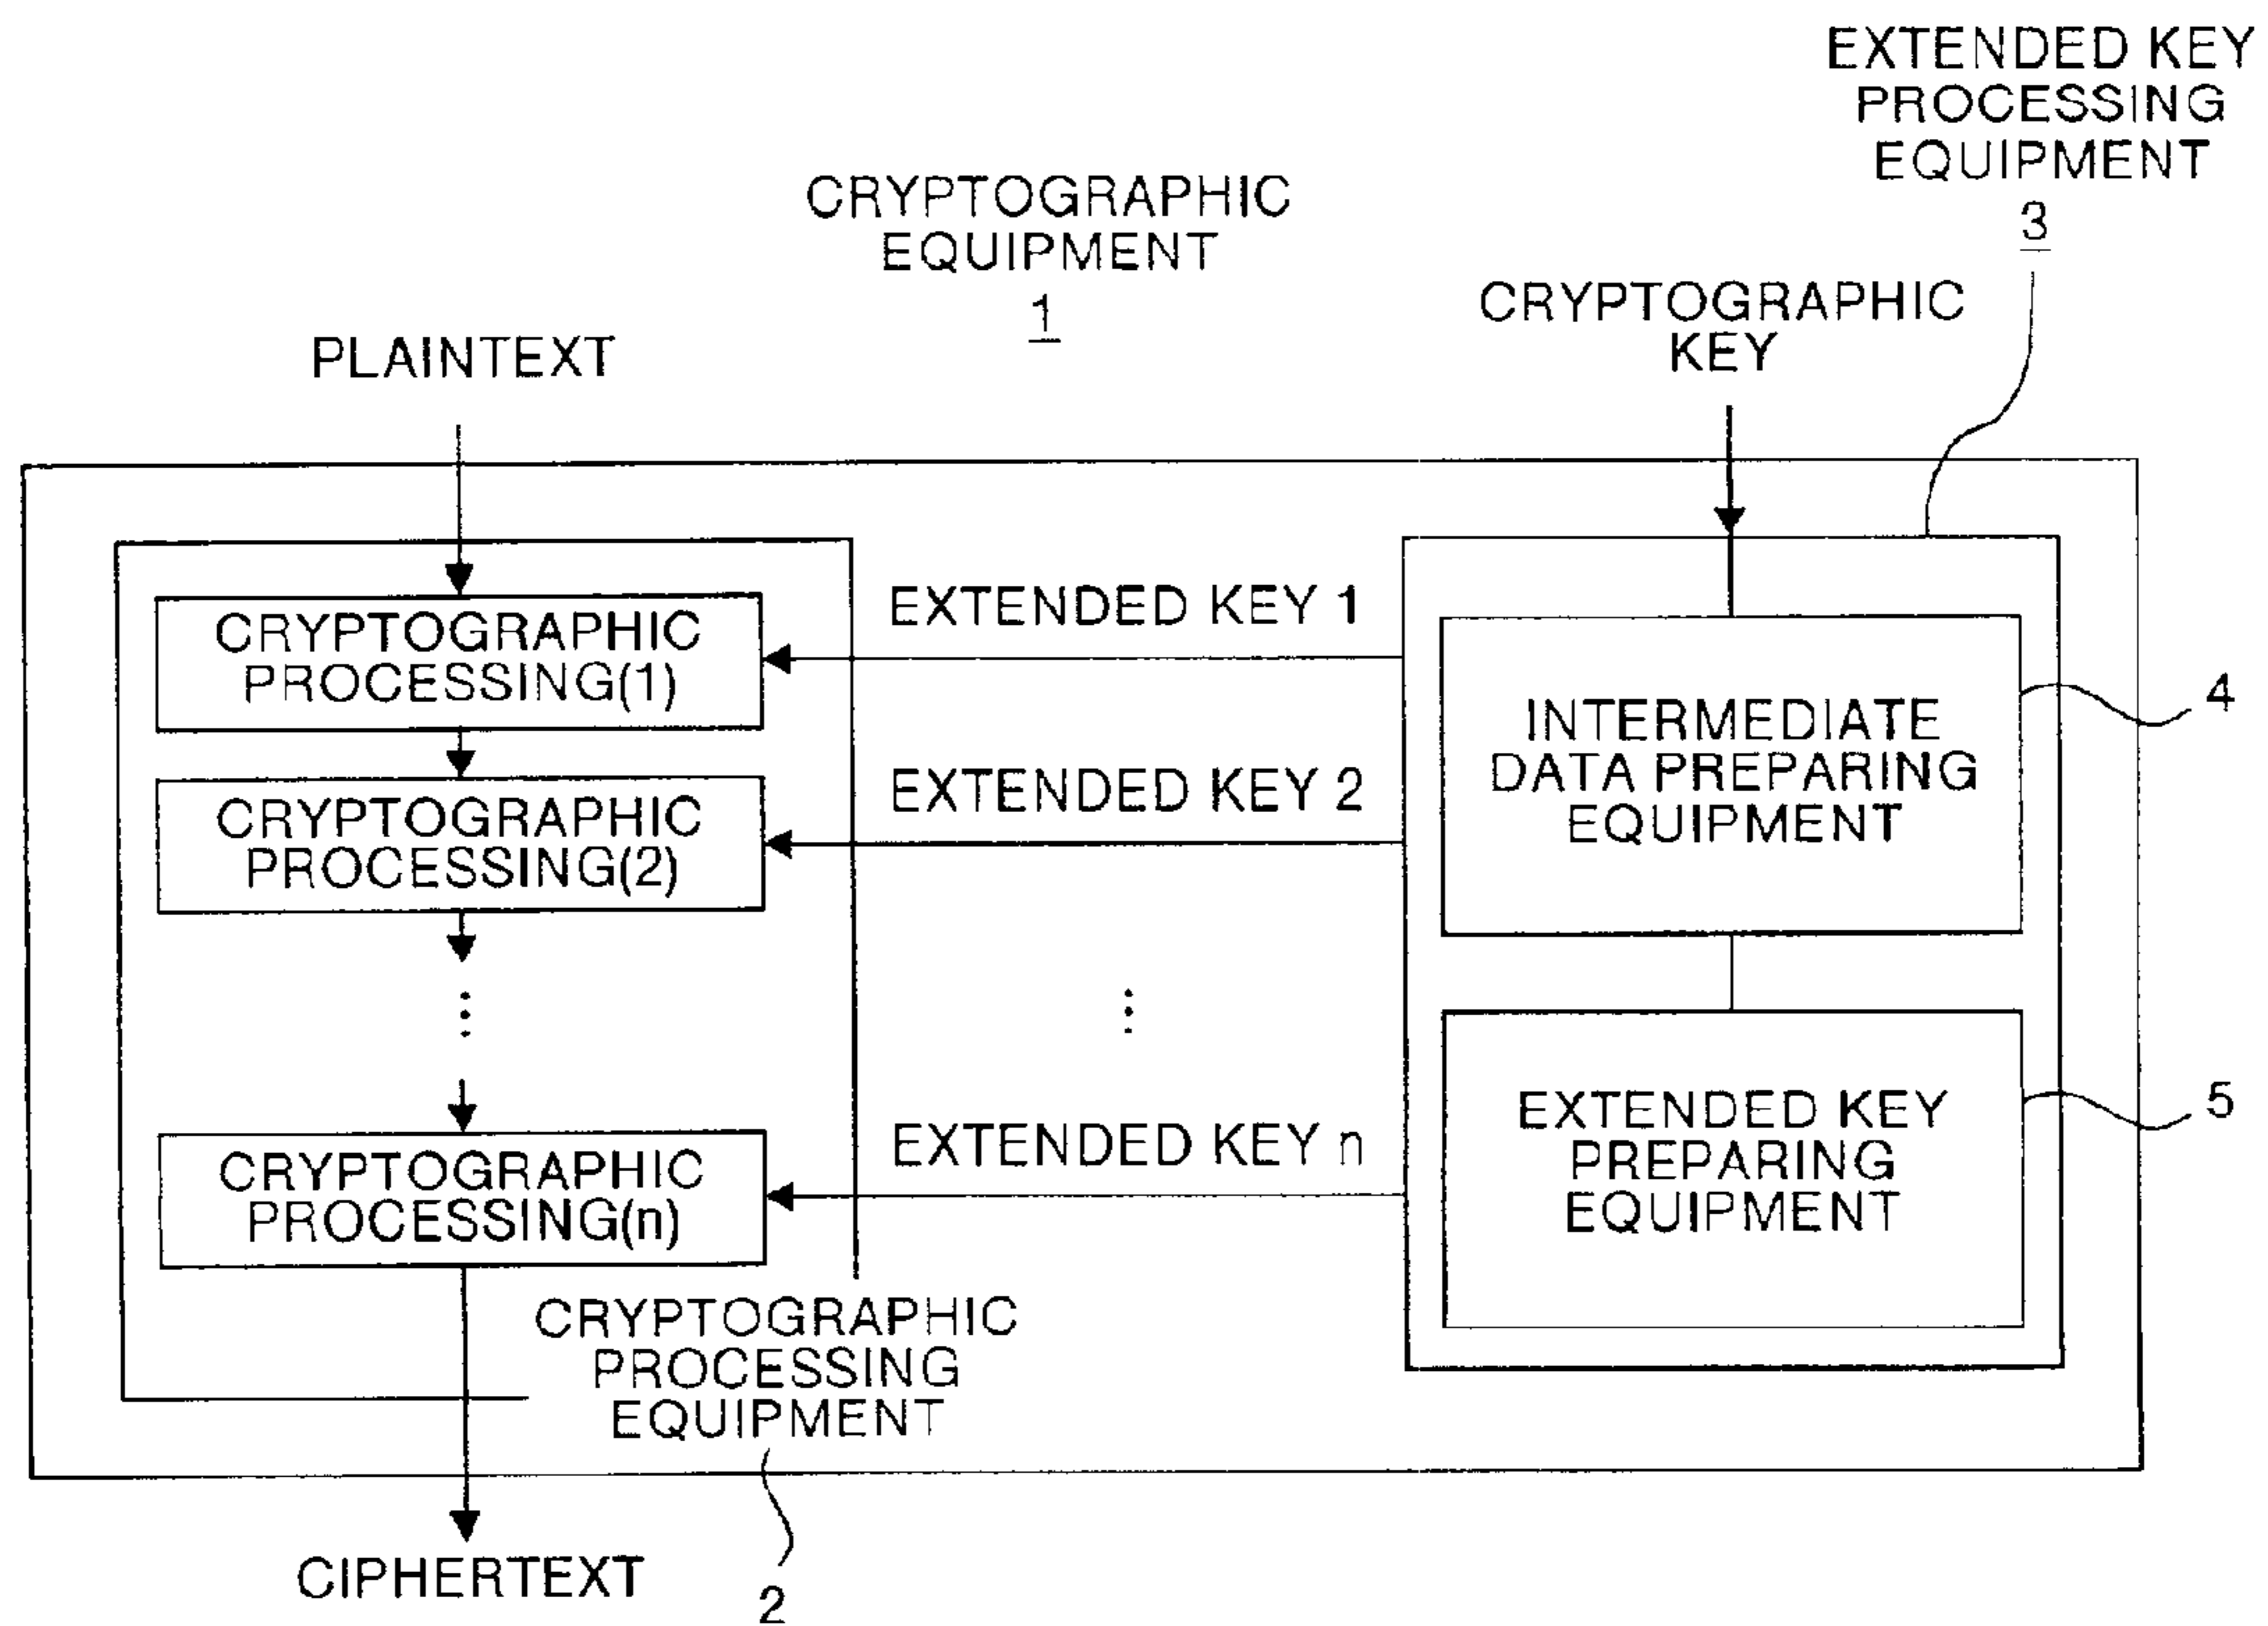 EXTENDED KEY
PROCESSING
EQUIPMENT
3
CRYPTOGRAPHIC
EQUIPMENT
1
CRYPTOGRAPHIC
KEY
PLAINTEXT
CRYPTOGRAPHIC
PROCESSING(1)
EXTENDED KEY 1
INTERMEDIATE
DATA PREPARING
EQUIPMENT
4
CRYPTOGRAPHIC
PROCESSING(2)
EXTENDED KEY 2
⋮
⋮
EXTENDED KEY
PREPARING
EQUIPMENT
5
CRYPTOGRAPHIC
PROCESSING(n)
EXTENDED KEY n
CRYPTOGRAPHIC
PROCESSING
EQUIPMENT
2
CIPHERTEXT